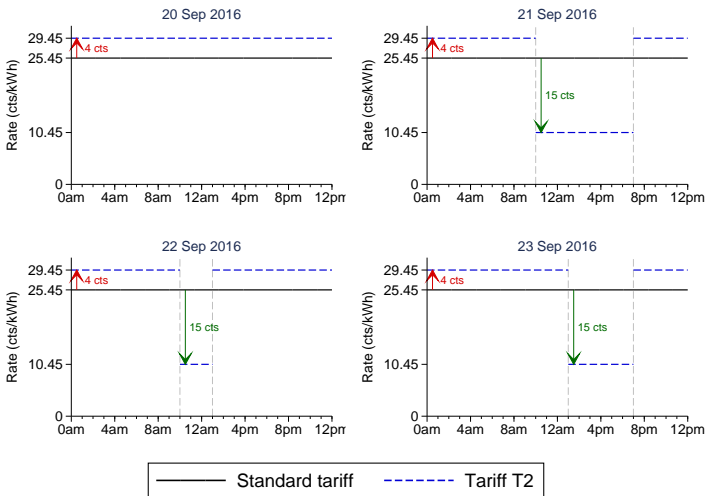 20 Sep 2016
Rate (cts/kWh)
29.45
25.45
10.45
0
4 cts
0am 4am 8am 12am 4pm 8pm 12pm
21 Sep 2016
Rate (cts/kWh)
29.45
25.45
10.45
0
4 cts
15 cts
0am 4am 8am 12am 4pm 8pm 12pm
22 Sep 2016
Rate (cts/kWh)
29.45
25.45
10.45
0
4 cts
15 cts
0am 4am 8am 12am 4pm 8pm 12pm
23 Sep 2016
Rate (cts/kWh)
29.45
25.45
10.45
0
4 cts
15 cts
0am 4am 8am 12am 4pm 8pm 12pm
Standard tariff Tariff T2